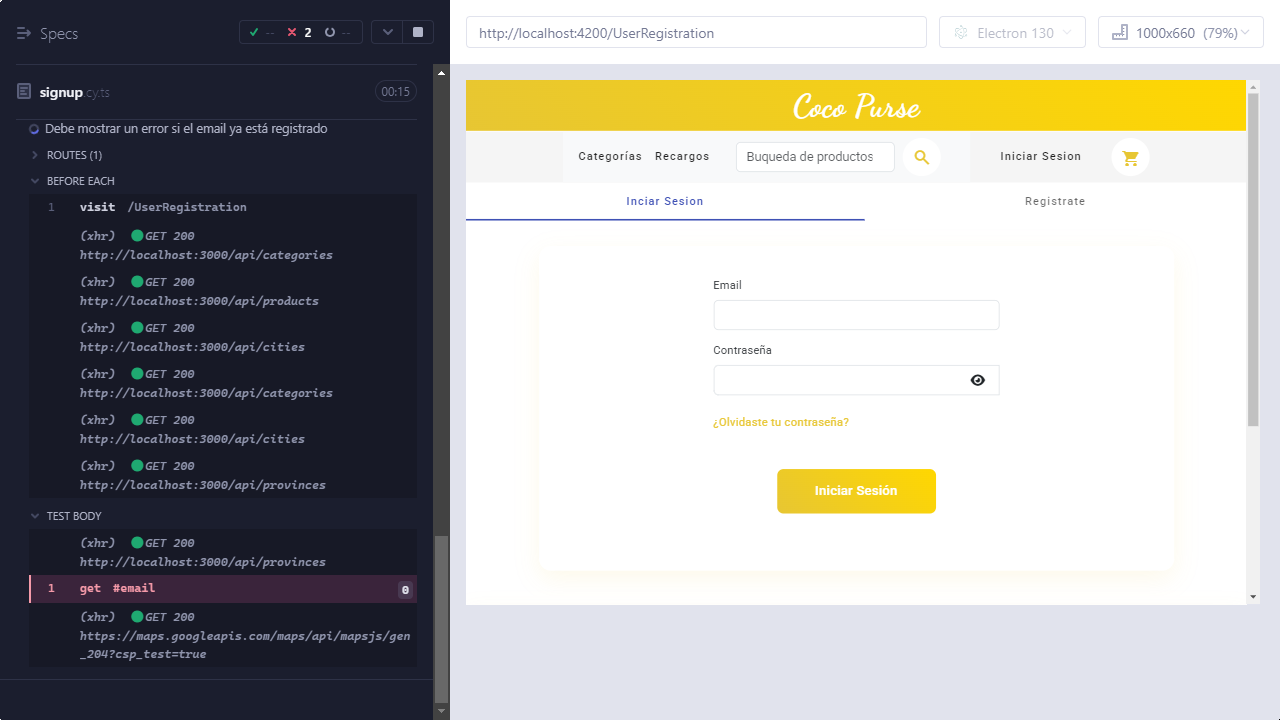 Specs
-- 2 --
signup.cy.ts
00:15
Debe mostrar un error si el email ya está registrado
ROUTES (1)
BEFORE EACH
1 visit /UserRegistration
(xhr) GET 200
http://localhost:3000/api/categories
(xhr) GET 200
http://localhost:3000/api/products
(xhr) GET 200
http://localhost:3000/api/cities
(xhr) GET 200
http://localhost:3000/api/categories
(xhr) GET 200
http://localhost:3000/api/cities
(xhr) GET 200
http://localhost:3000/api/provinces
TEST BODY
(xhr) GET 200
http://localhost:3000/api/provinces
1 get #email 0
(xhr) GET 200
https://maps.googleapis.com/maps/api/mapsjs/gen
_204?csp_test=true
http://localhost:4200/UserRegistration
Electron 130
1000x660 (79%)
Coco Purse
Categorías Recargos Buqueda de productos Iniciar Sesion
Inciar Sesion Registrate
Email
Contraseña
¿Olvidaste tu contraseña?
Iniciar Sesión